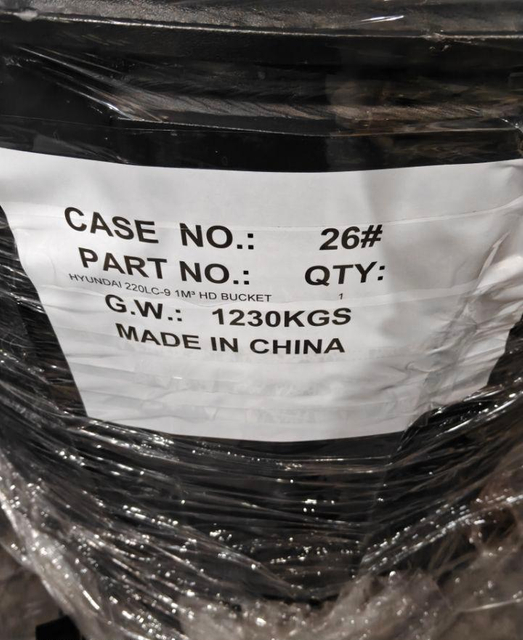 CASE NO.: 26#
PART NO.: QTY:
HYUNDAI 220LC-9 1M³ HD BUCKET 1
G.W.: 1230KGS
MADE IN CHINA